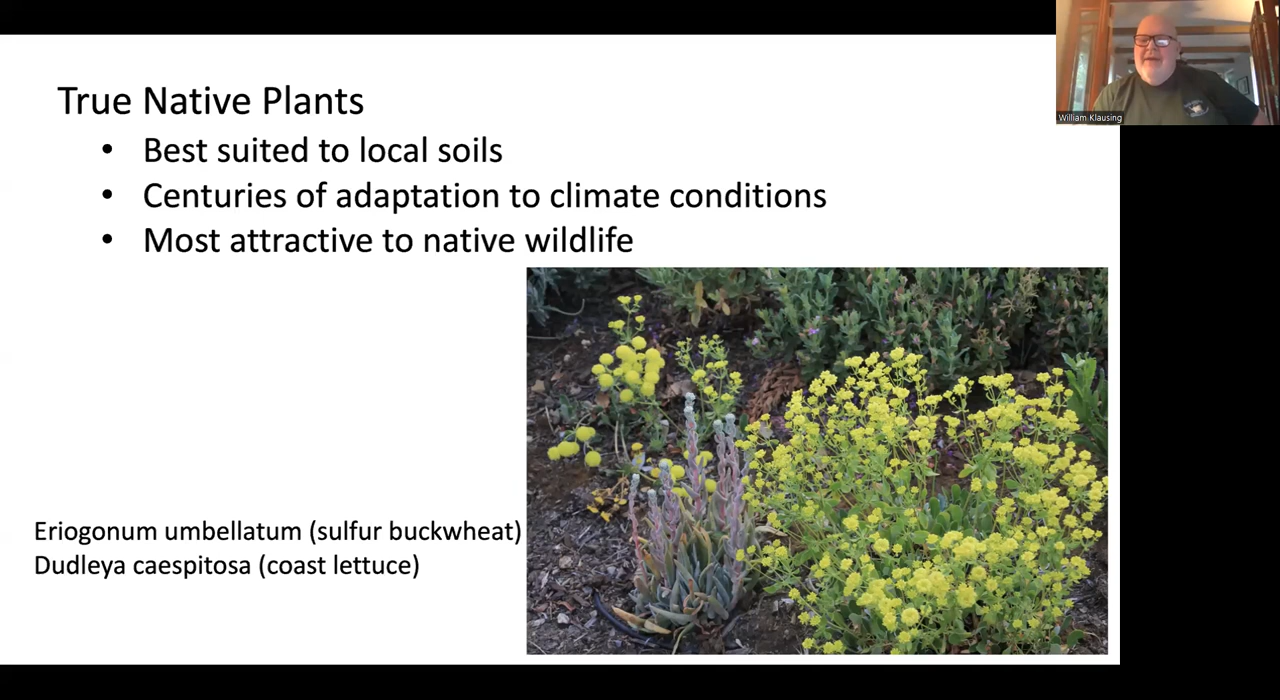 True Native Plants
• Best suited to local soils
• Centuries of adaptation to climate conditions
• Most attractive to native wildlife
Eriogonum umbellatum (sulfur buckwheat)
Dudleya caespitosa (coast lettuce)
William Klausing